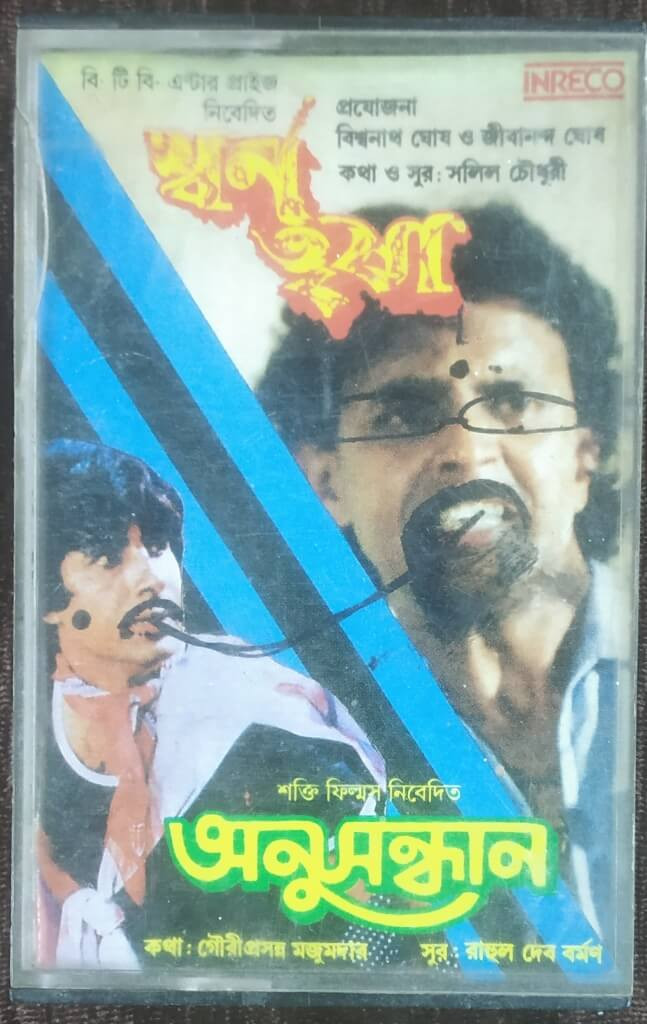 বি· টি বি· এন্টার প্রাইজ
নিবেদিত
INRECO
প্রযোজনা
বিশ্বনাথ ঘোষ ও জীবানন্দ ঘোষ
কথা ও সুর: সলিল চৌধুরী
স্বর্ণ
তৃষ্ণা
শক্তি ফিল্মস নিবেদিত
অনুসন্ধান
কথা: গৌরীপ্রসন্ন মজুমদার
সুর: রাহুল দেব বর্মণ